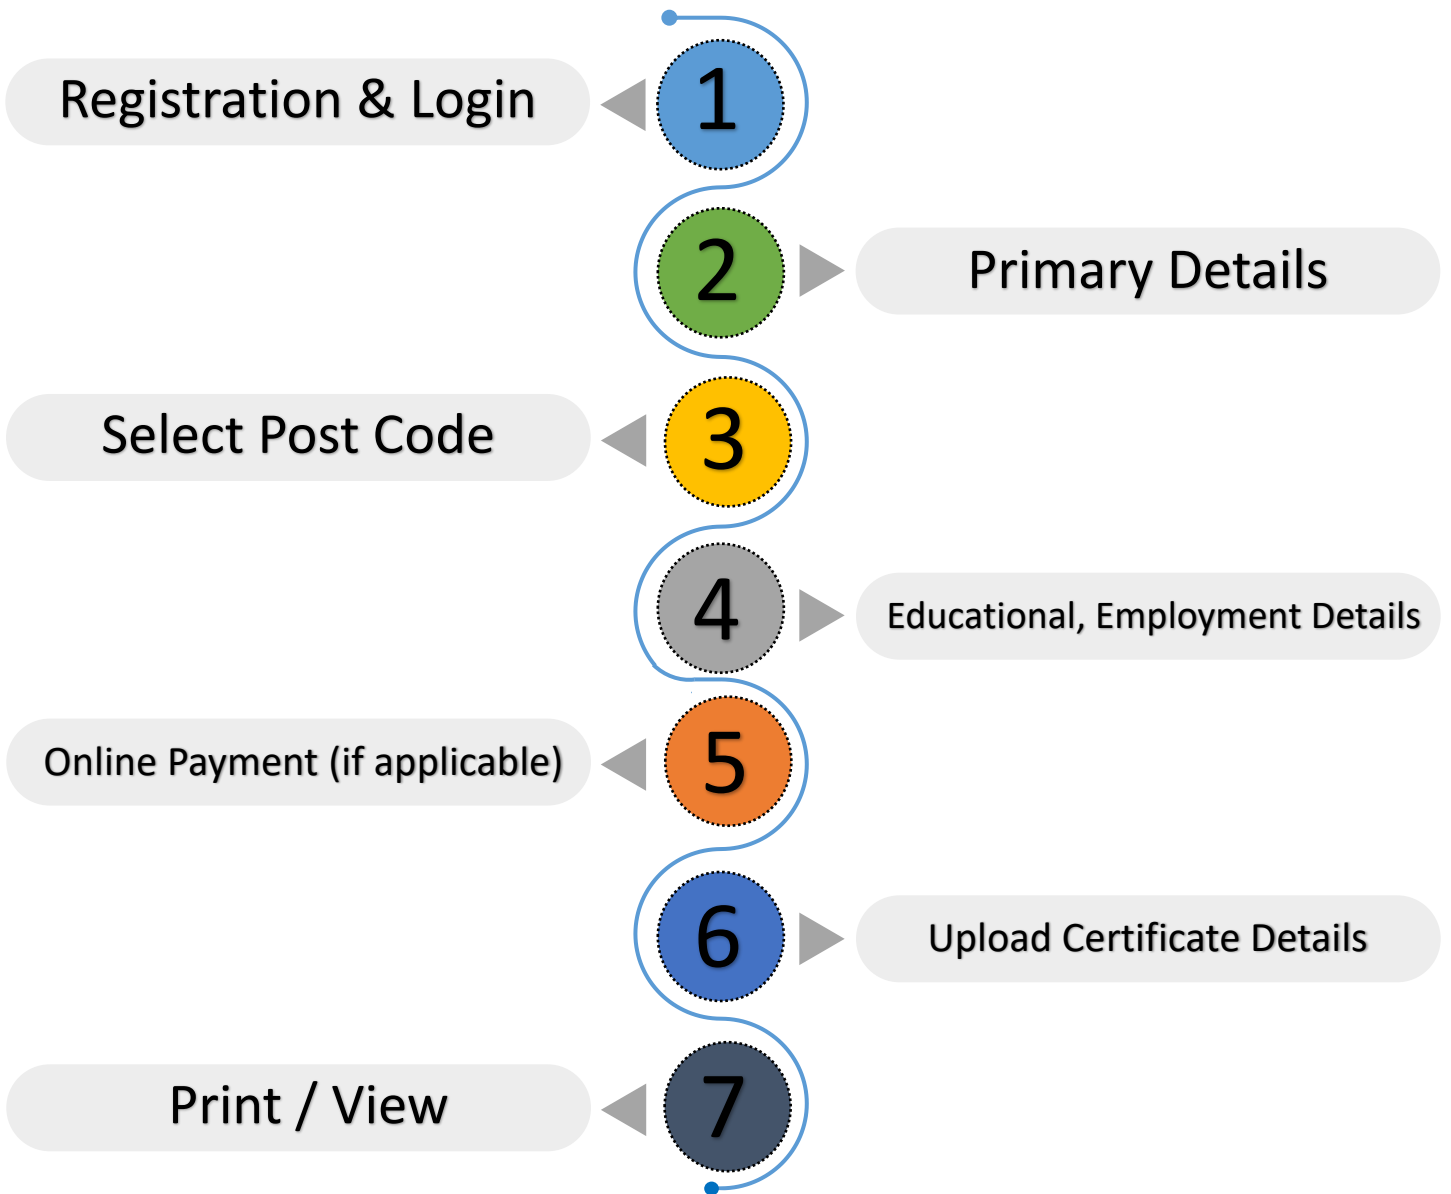 Registration & Login
1
2
Primary Details
Select Post Code
3
4
Educational, Employment Details
Online Payment (if applicable)
5
6
Upload Certificate Details
Print / View
7